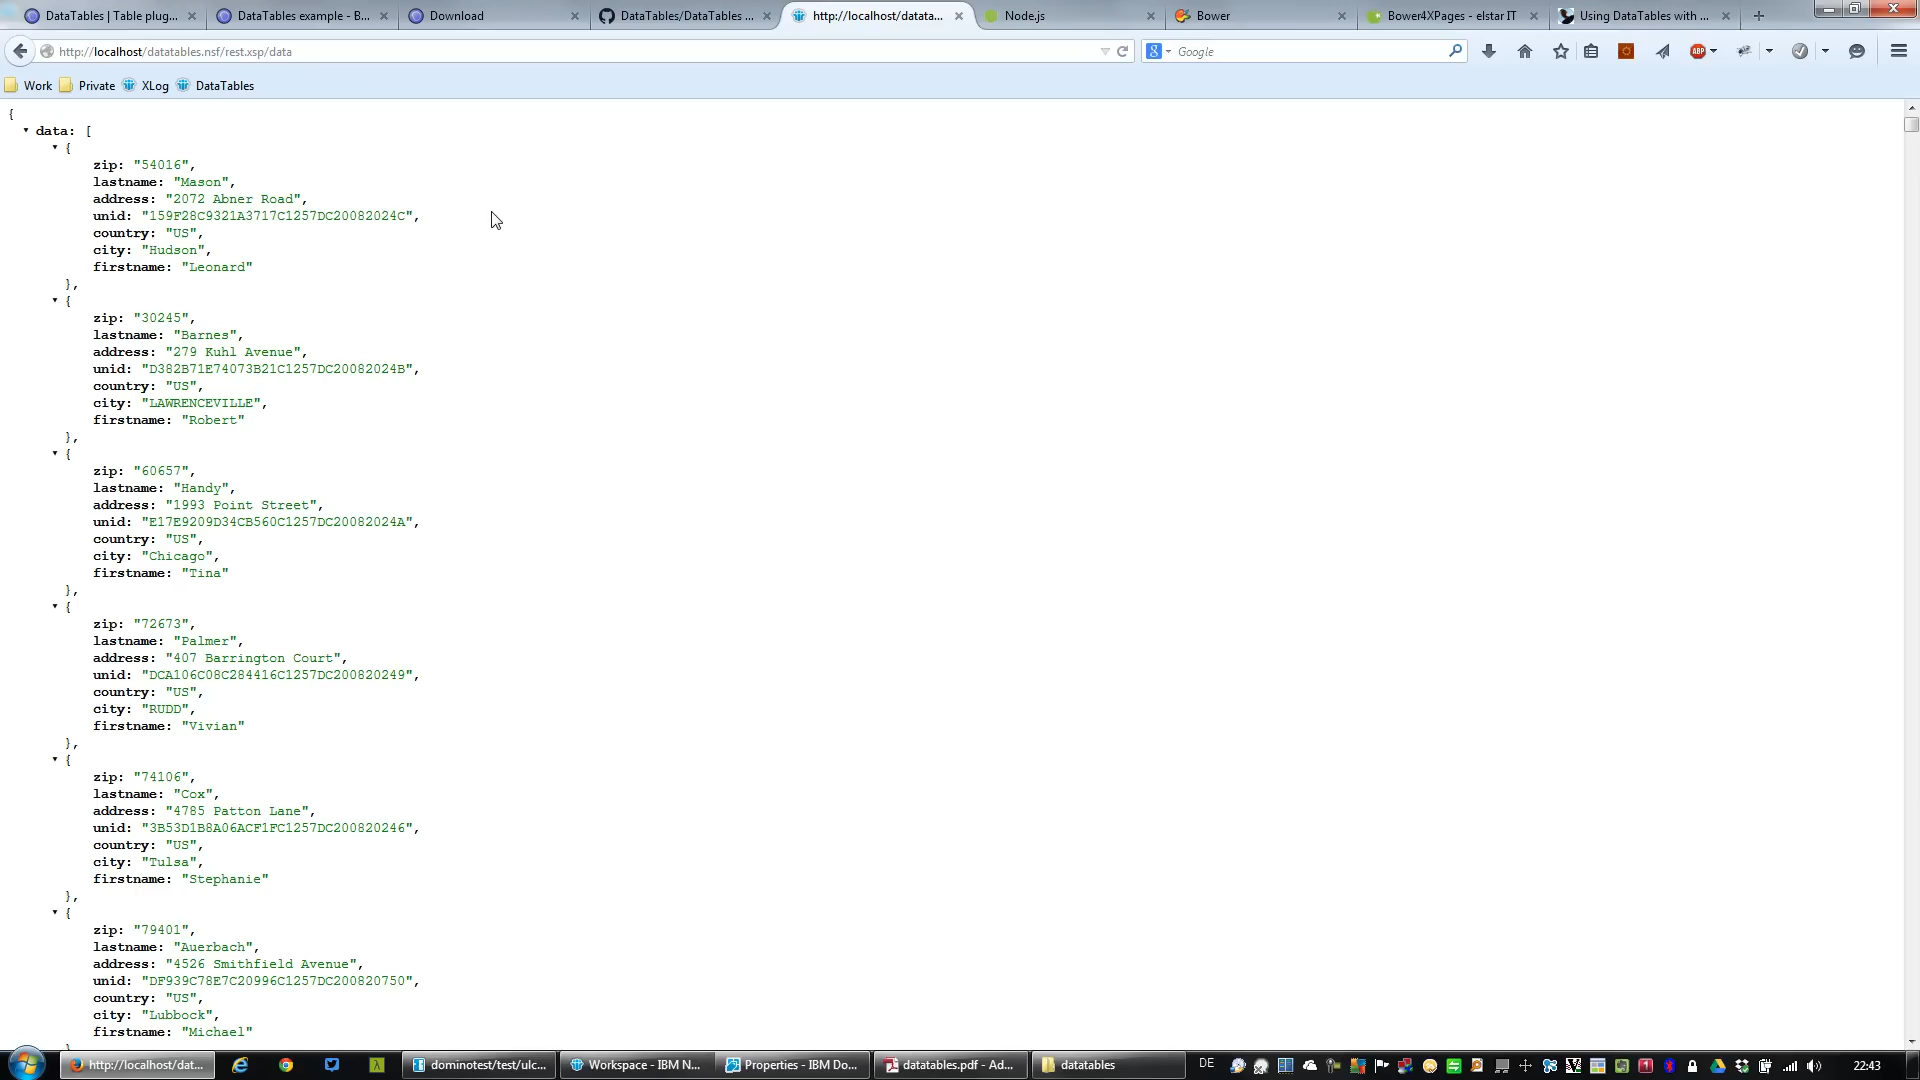 DataTables | Table plug...
DataTables example - B...
Download
DataTables/DataTables ...
http://localhost/datata...
Node.js
Bower
Bower4XPages - elstar IT
Using DataTables with ...
http://localhost/datatables.nsf/rest.xsp/data
Google
ABP
Work
Private
XLog
DataTables
{
data: [
{
zip: "54016",
lastname: "Mason",
address: "2072 Abner Road",
unid: "159F28C9321A3717C1257DC20082024C",
country: "US",
city: "Hudson",
firstname: "Leonard"
},
{
zip: "30245",
lastname: "Barnes",
address: "279 Kuhl Avenue",
unid: "D382B71E74073B21C1257DC20082024B",
country: "US",
city: "LAWRENCEVILLE",
firstname: "Robert"
},
{
zip: "60657",
lastname: "Handy",
address: "1993 Point Street",
unid: "E17E9209D34CB560C1257DC20082024A",
country: "US",
city: "Chicago",
firstname: "Tina"
},
{
zip: "72673",
lastname: "Palmer",
address: "407 Barrington Court",
unid: "DCA106C08C284416C1257DC200820249",
country: "US",
city: "RUDD",
firstname: "Vivian"
},
{
zip: "74106",
lastname: "Cox",
address: "4785 Patton Lane",
unid: "3B53D1B8A06ACF1FC1257DC200820246",
country: "US",
city: "Tulsa",
firstname: "Stephanie"
},
{
zip: "79401",
lastname: "Auerbach",
address: "4526 Smithfield Avenue",
unid: "DF939C78E7C20996C1257DC200820750",
country: "US",
city: "Lubbock",
firstname: "Michael"
http://localhost/dat...
dominotest/test/ulc...
Workspace - IBM N...
Properties - IBM Do...
datatables.pdf - Ad...
datatables
DE
22:43